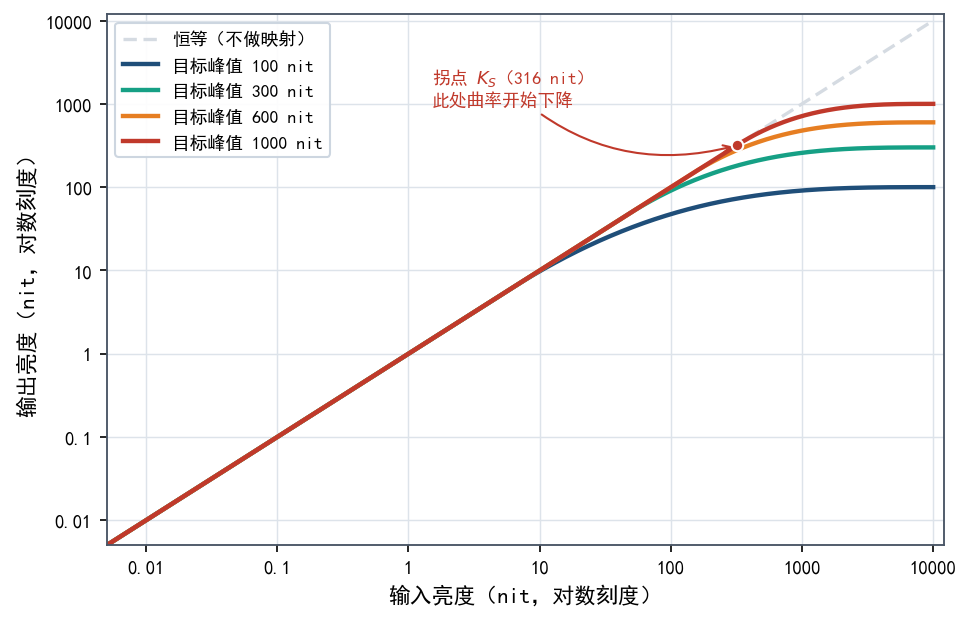 10000
1000
100
10
1
0.1
0.01
输出亮度（nit，对数刻度）
恒等（不做映射）
目标峰值 100 nit
目标峰值 300 nit
目标峰值 600 nit
目标峰值 1000 nit
拐点 K_S（316 nit）
此处曲率开始下降
0.01
0.1
1
10
100
1000
10000
输入亮度（nit，对数刻度）